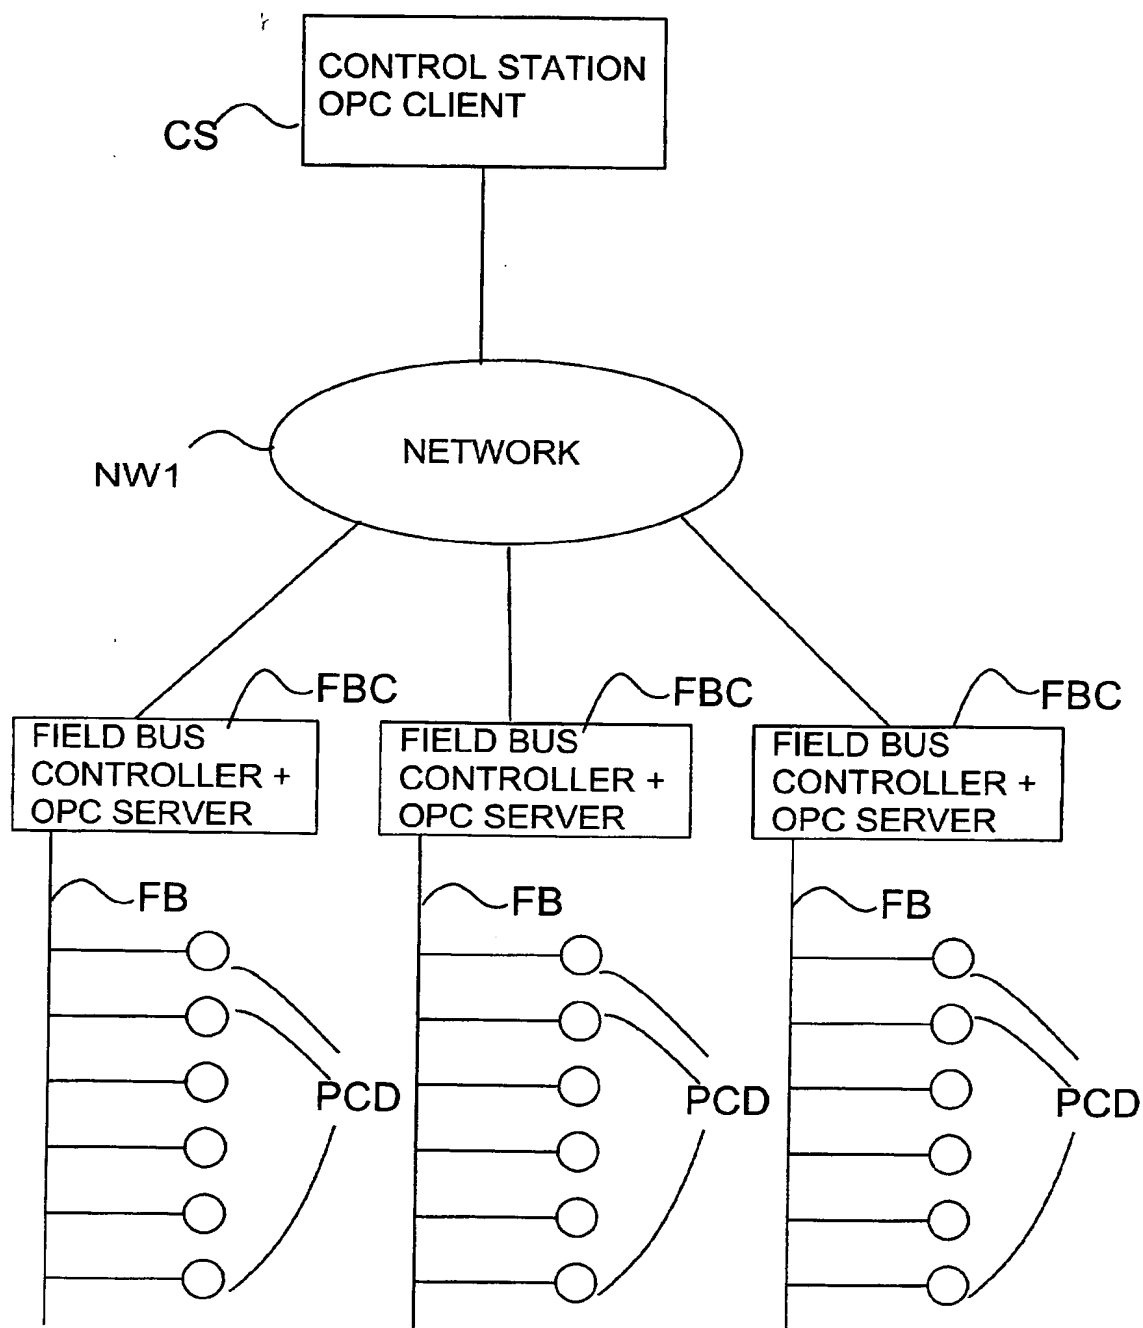 CONTROL STATION
OPC CLIENT
CS
NETWORK
NW1
FBC
FBC
FBC
FIELD BUS
CONTROLLER +
OPC SERVER
FIELD BUS
CONTROLLER +
OPC SERVER
FIELD BUS
CONTROLLER +
OPC SERVER
FB
FB
FB
PCD
PCD
PCD